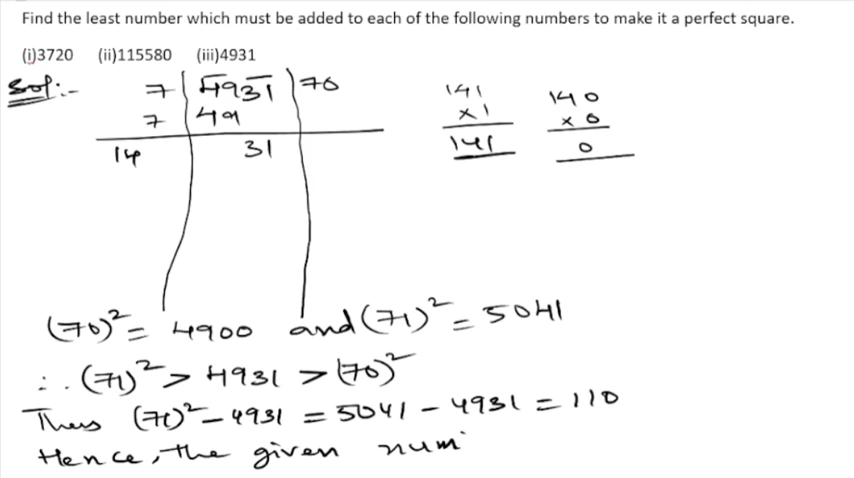 Find the least number which must be added to each of the following numbers to make it a perfect square.
(i)3720 (ii)115580 (iii)4931
Sol:-
7 4931 70
7 49
14 31
141
×1
141
140
×0
0
(70)² = 4900 and (71)² = 5041
∴ (71)² > 4931 > (70)²
Thus (71)² - 4931 = 5041 - 4931 = 110
Hence, the given num